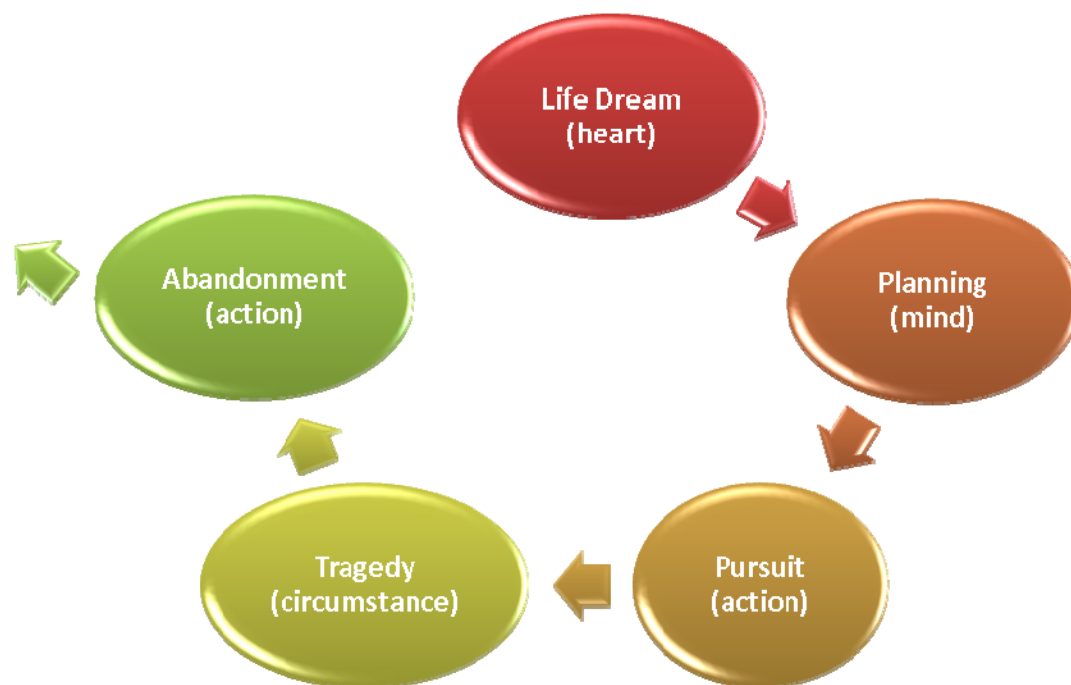 Life Dream
(heart)
Planning
(mind)
Pursuit
(action)
Tragedy
(circumstance)
Abandonment
(action)